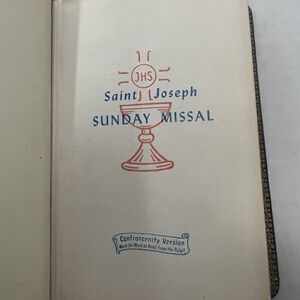 JHS
Saint Joseph
SUNDAY MISSAL
Confraternity Version
Word for Word as Read from the Pulpit